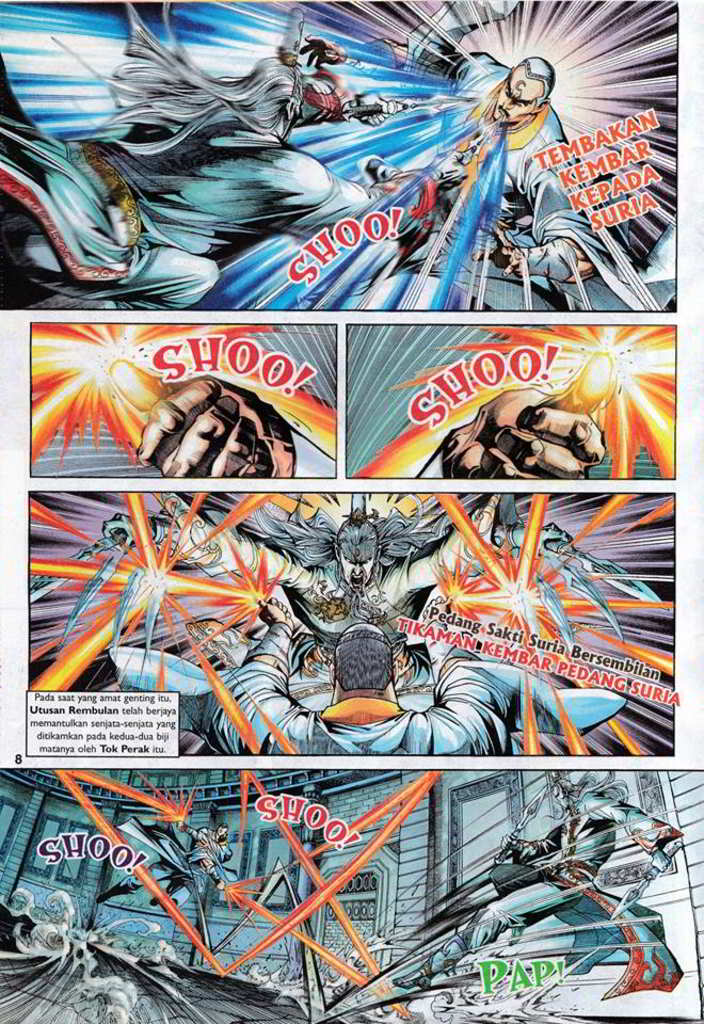 TEMBAKAN
KEMBAR
KEPADA
SURIA
SHOO!
SHOO!
SHOO!
Pedang Sakti Suria Bersembilan
TIKAMAN KEMBAR PEDANG SURIA
Pada saat yang amat genting itu,
Utusan Rembulan telah berjaya
memantulkan senjata-senjata yang
ditikamkan pada kedua-dua biji
matanya oleh Tok Perak itu.
8
SHOO!
SHOO!
SHOO!
PAP!